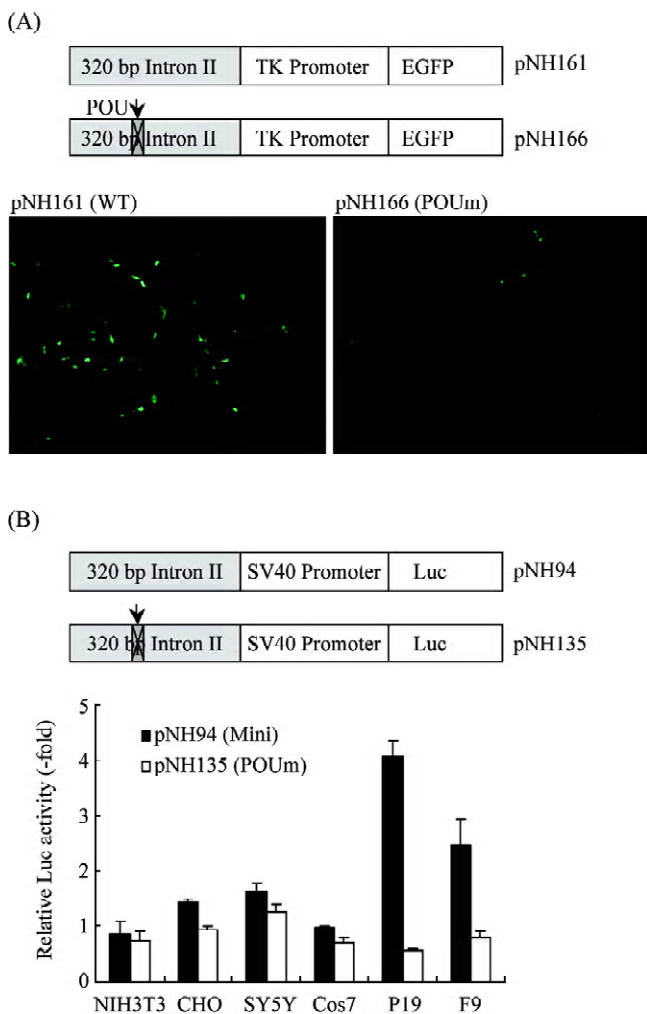 (A)
320 bp Intron II TK Promoter EGFP pNH161
POU
320 bp Intron II TK Promoter EGFP pNH166
pNH161 (WT) pNH166 (POUm)
(B)
320 bp Intron II SV40 Promoter Luc pNH94
320 bp Intron II SV40 Promoter Luc pNH135
Relative Luc activity (-fold)
5
4
3
2
1
0
pNH94 (Mini)
pNH135 (POUm)
NIH3T3 CHO SY5Y Cos7 P19 F9